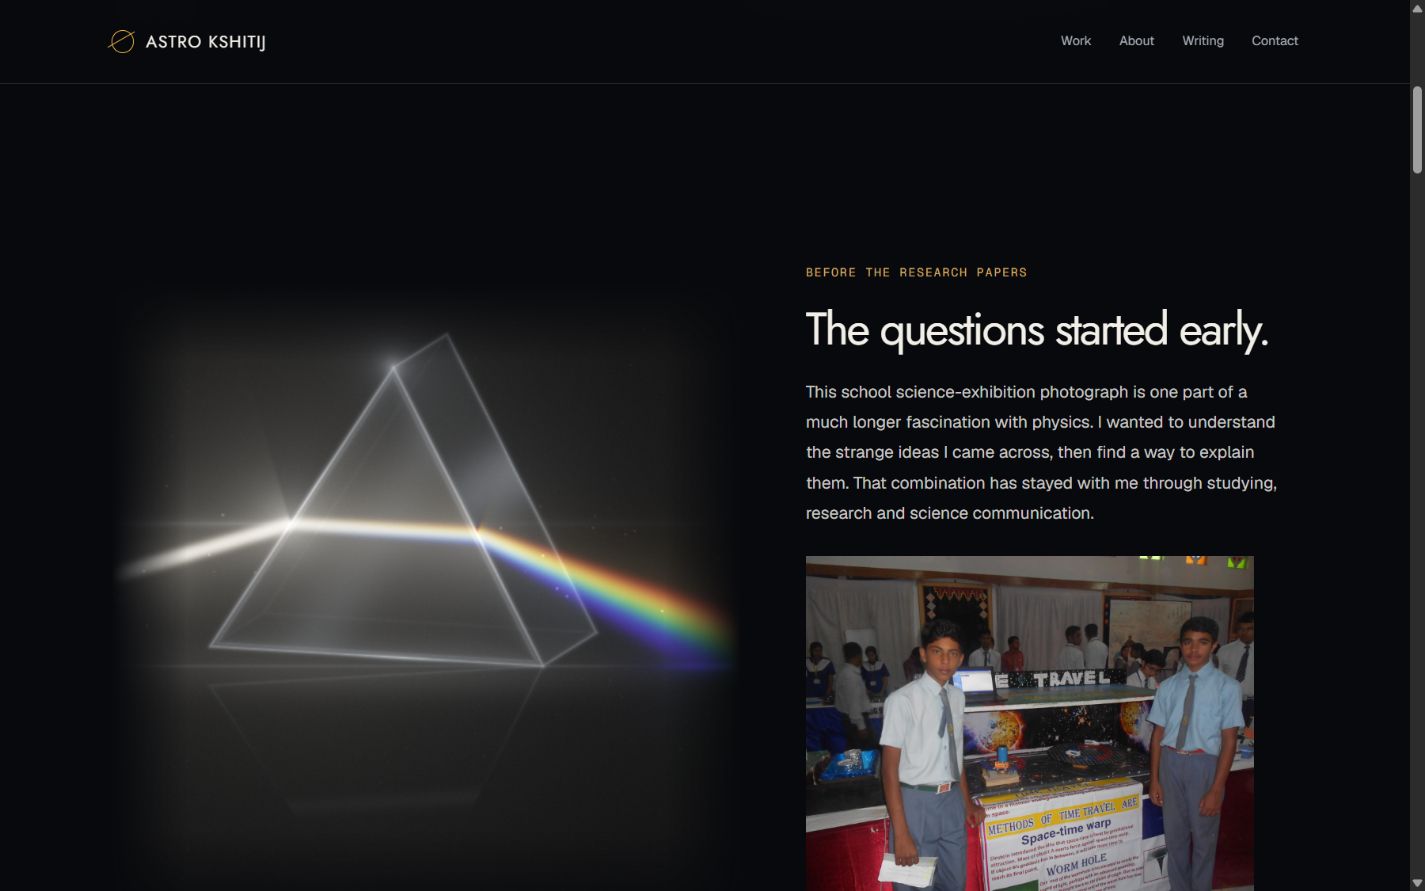 ASTRO KSHITIJ
Work
About
Writing
Contact
BEFORE THE RESEARCH PAPERS
The questions started early.
This school science-exhibition photograph is one part of a
much longer fascination with physics. I wanted to understand
the strange ideas I came across, then find a way to explain
them. That combination has stayed with me through studying,
research and science communication.
E TRAVEL
METHODS OF TIME TRAVEL ARE
Space-time warp
WORM HOLE